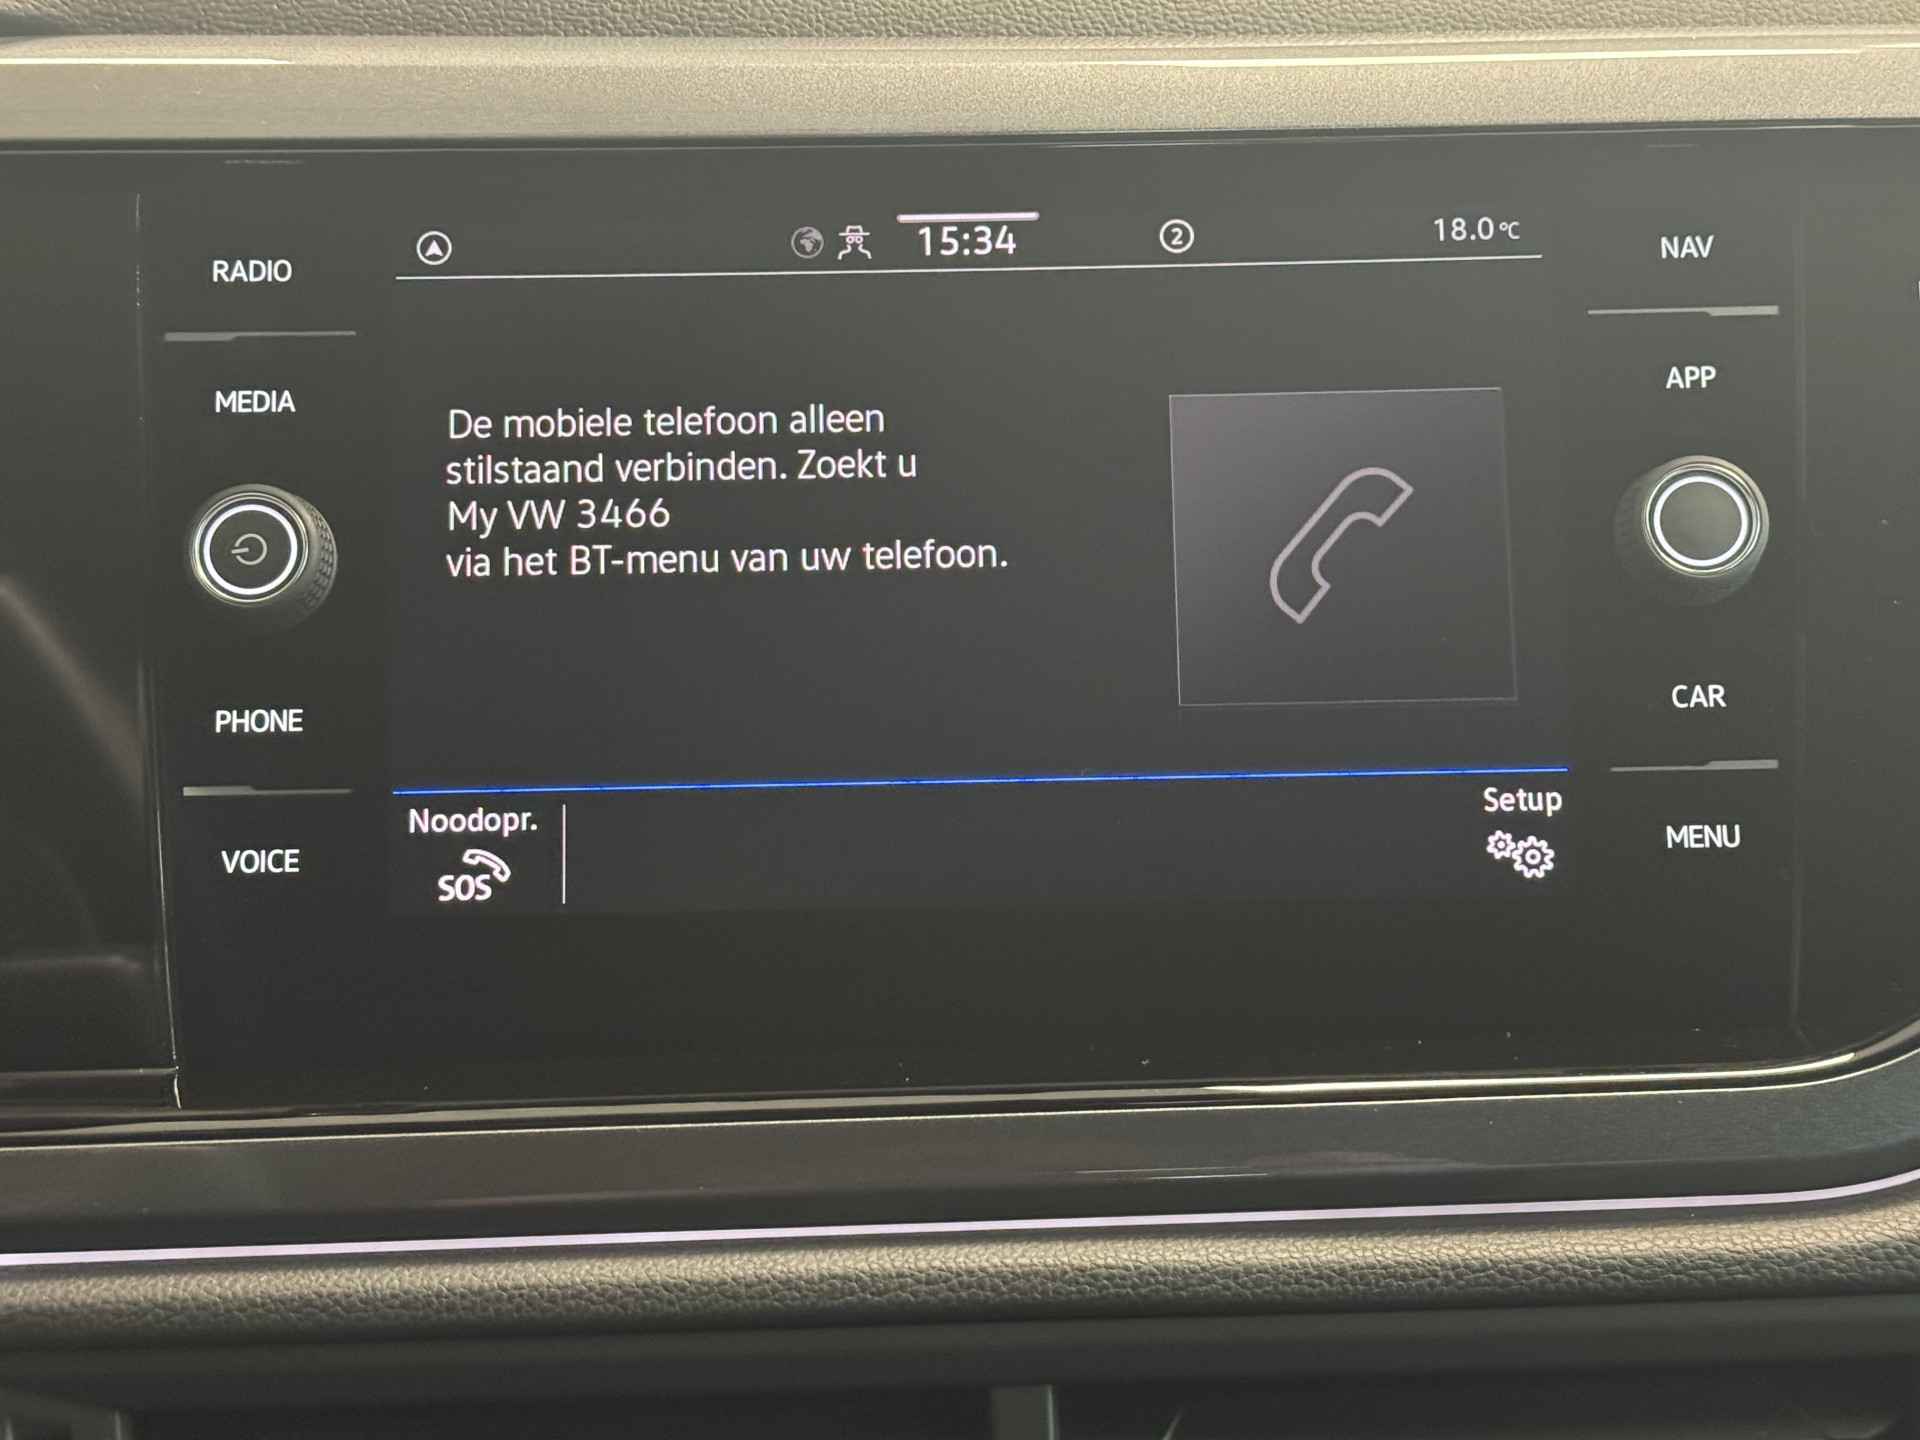 RADIO
MEDIA
PHONE
VOICE
15:34
2
18.0°C
De mobiele telefoon alleen
stilstaand verbinden. Zoekt u
My VW 3466
via het BT-menu van uw telefoon.
Noodopr.
SOS
Setup
NAV
APP
CAR
MENU